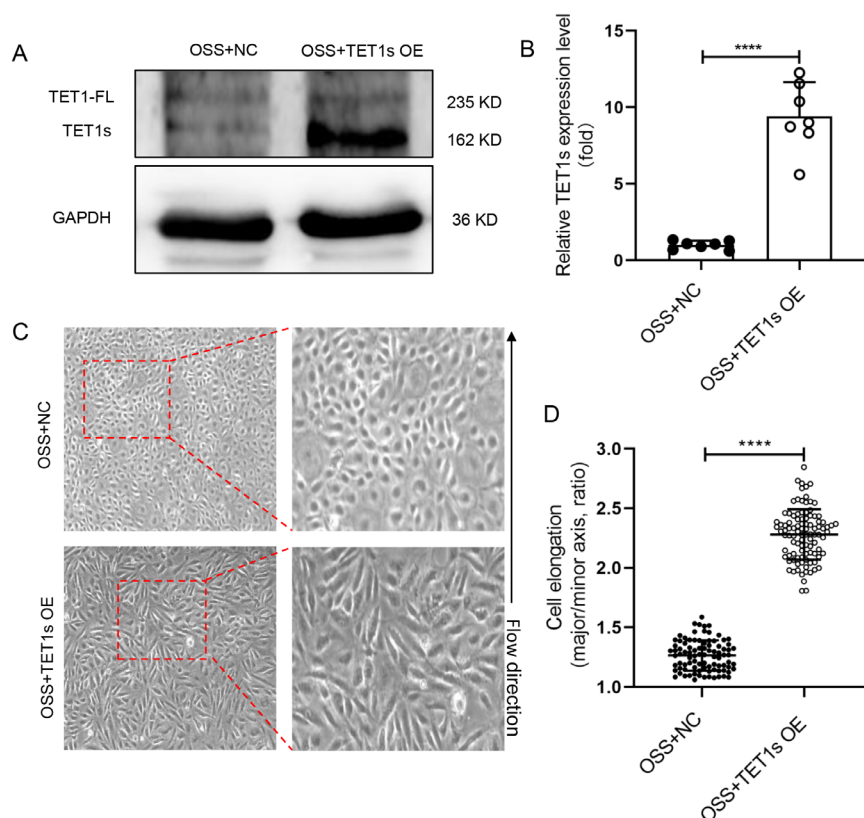 A
OSS+NC
OSS+TET1s OE
TET1-FL
235 KD
TET1s
162 KD
GAPDH
36 KD
B
Relative TET1s expression level
(fold)
15
10
5
0
****
OSS+NC
OSS+TET1s OE
C
OSS+NC
OSS+TET1s OE
Flow direction
D
Cell elongation
(major/minor axis, ratio)
3.0
2.5
2.0
1.5
1.0
****
OSS+NC
OSS+TET1s OE